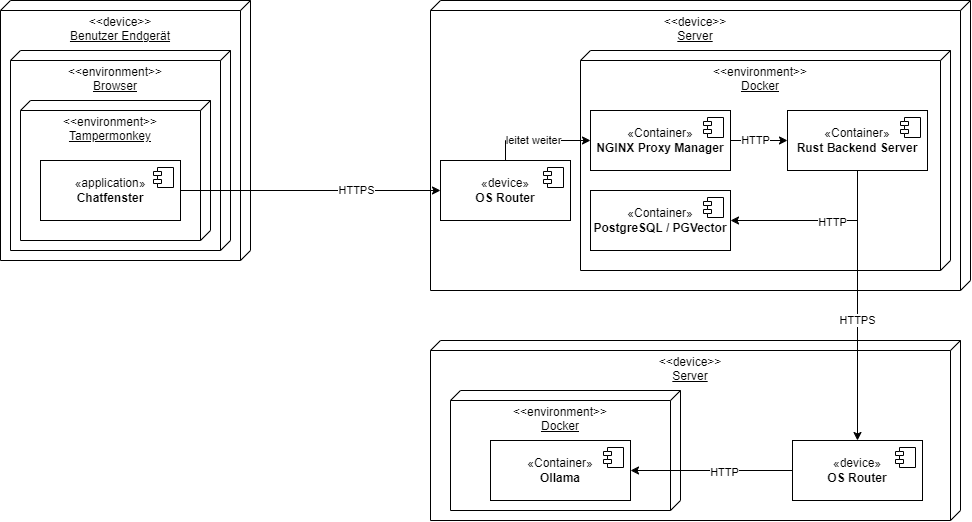 <<device>>
Benutzer Endgerät
<<environment>>
Browser
<<environment>>
Tampermonkey
«application»
Chatfenster
HTTPS
<<device>>
Server
<<environment>>
Docker
«device»
OS Router
leitet weiter
«Container»
NGINX Proxy Manager
HTTP
«Container»
Rust Backend Server
«Container»
PostgreSQL / PGVector
HTTP
HTTPS
<<device>>
Server
<<environment>>
Docker
«Container»
Ollama
HTTP
«device»
OS Router